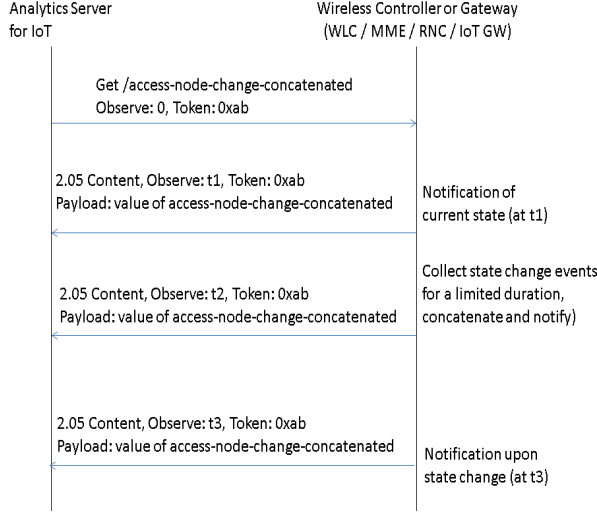 Analytics Server
for IoT
Wireless Controller or Gateway
(WLC / MME / RNC / IoT GW)
Get /access-node-change-concatenated
Observe: 0, Token: 0xab
2.05 Content, Observe: t1, Token: 0xab
Payload: value of access-node-change-concatenated
Notification of
current state (at t1)
2.05 Content, Observe: t2, Token: 0xab
Payload: value of access-node-change-concatenated
Collect state change events
for a limited duration,
concatenate and notify)
2.05 Content, Observe: t3, Token: 0xab
Payload: value of access-node-change-concatenated
Notification upon
state change (at t3)